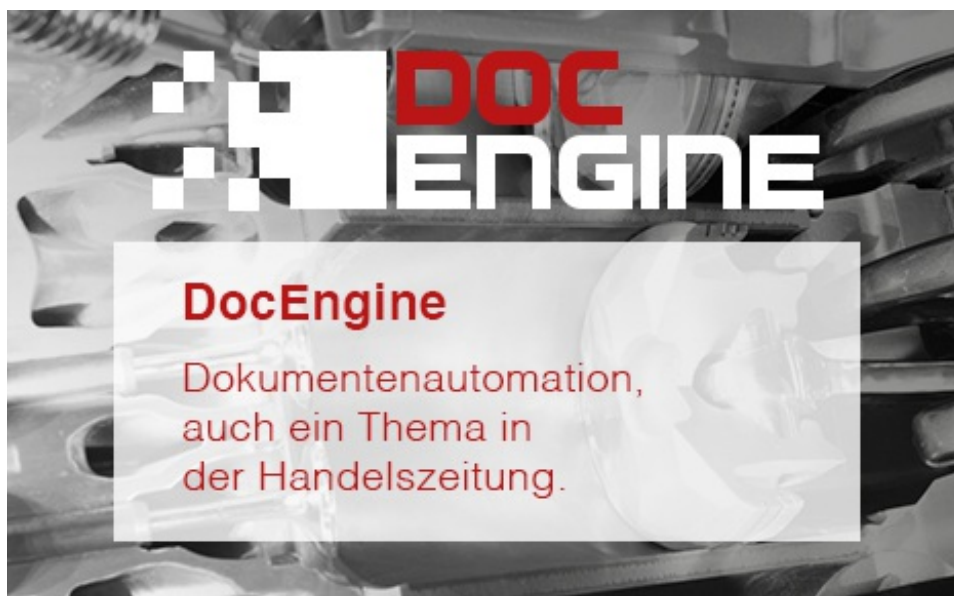 DOC
ENGINE
DocEngine
Dokumentenautomation,
auch ein Thema in
der Handelszeitung.